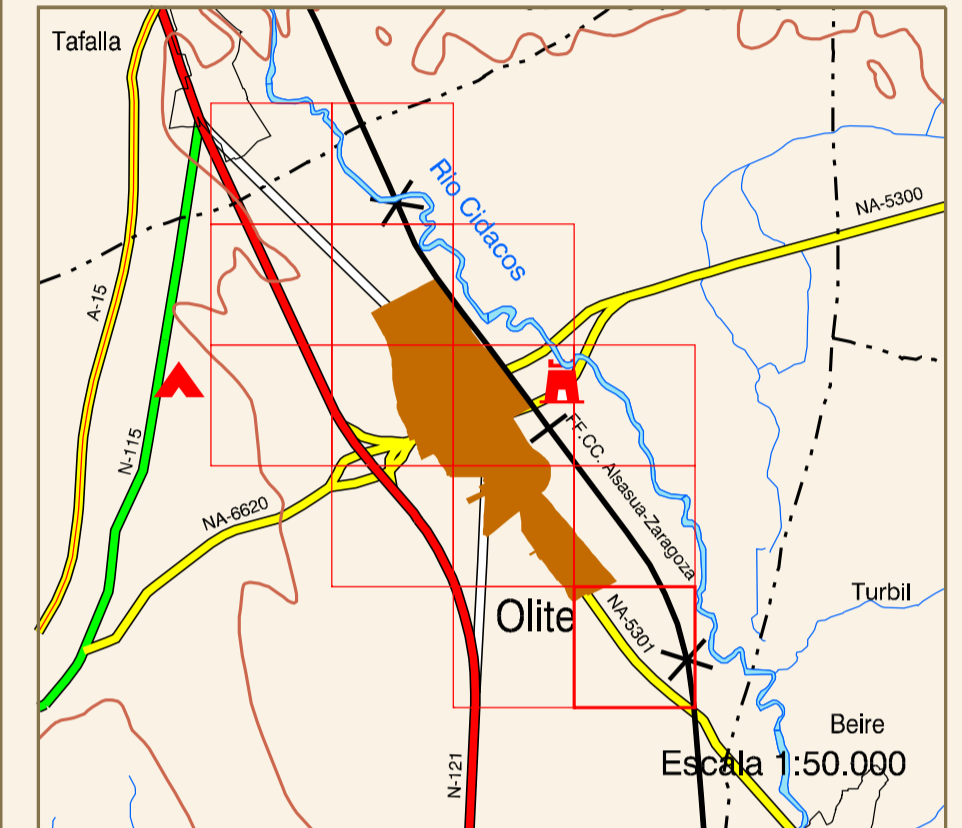 Tafalla
Rio Cidacos
NA-5300
A-15
N-115
FF.CC. Alsasua-Zaragoza
NA-6620
Turbil
Olite
NA-5301
Beire
Escala 1:50.000
N-121